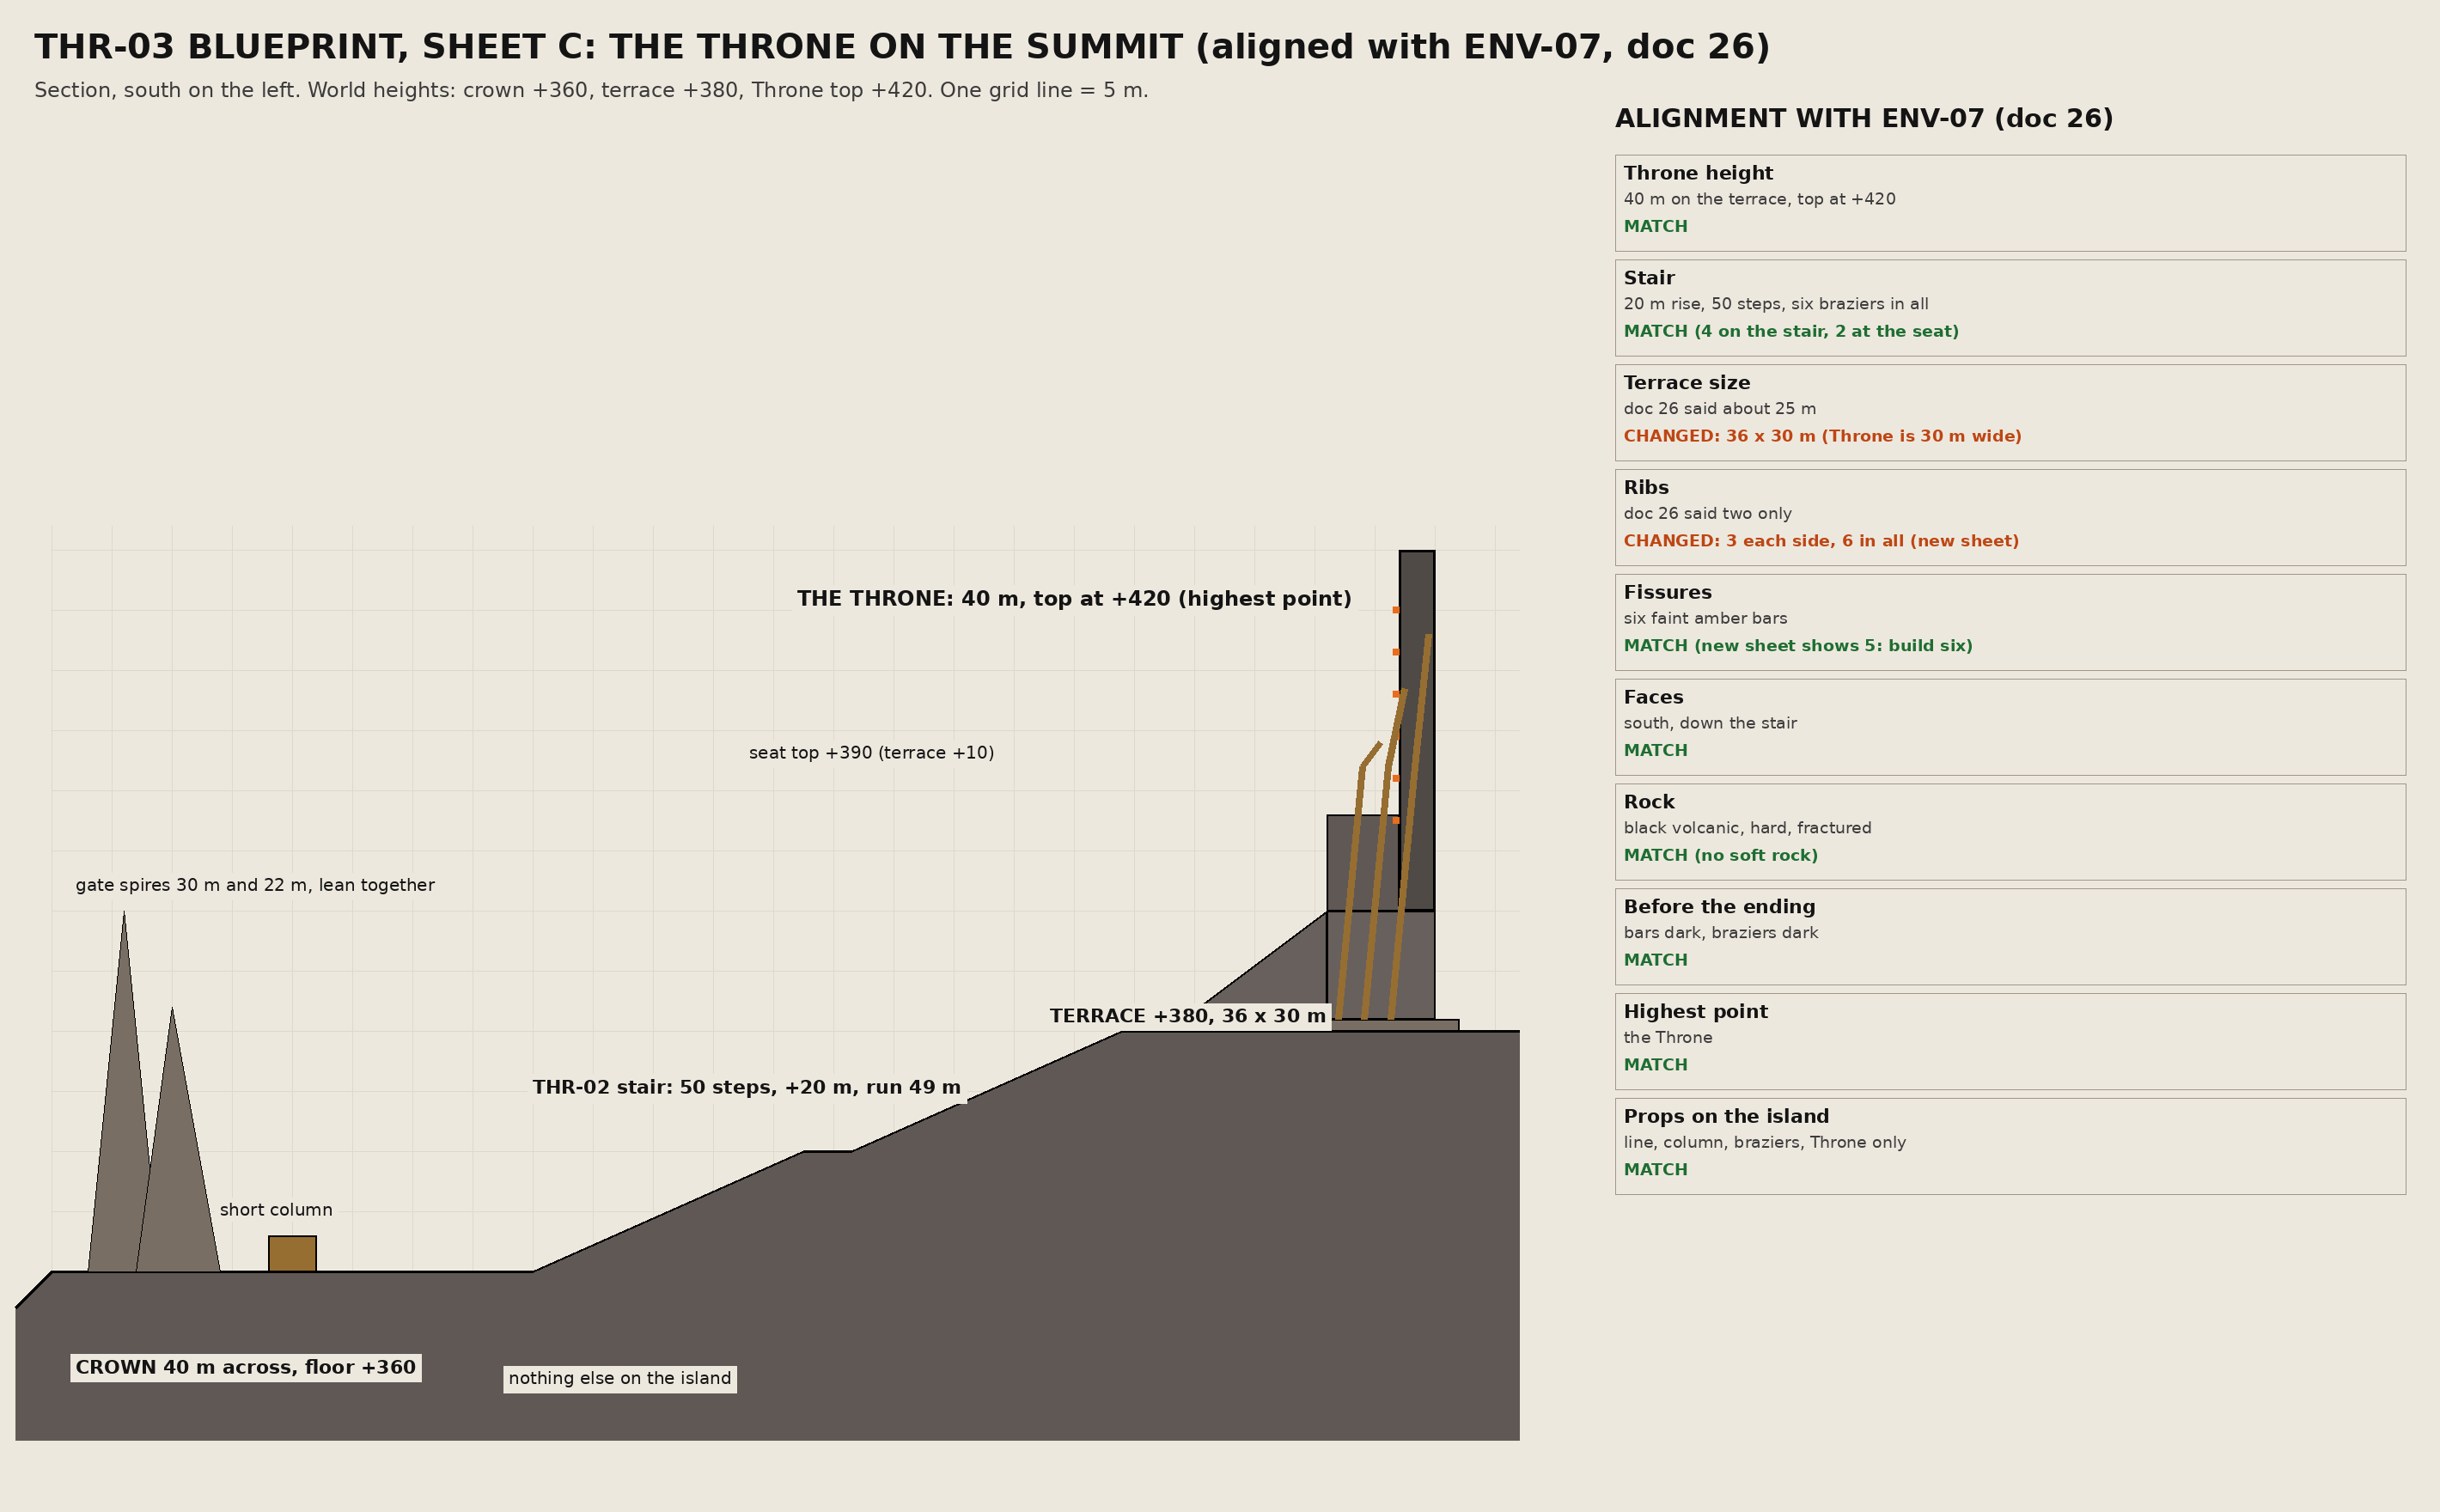 THR-03 BLUEPRINT, SHEET C: THE THRONE ON THE SUMMIT (aligned with ENV-07, doc 26)
Section, south on the left. World heights: crown +360, terrace +380, Throne top +420. One grid line = 5 m.
THE THRONE: 40 m, top at +420 (highest point)
seat top +390 (terrace +10)
gate spires 30 m and 22 m, lean together
TERRACE +380, 36 x 30 m
THR-02 stair: 50 steps, +20 m, run 49 m
short column
CROWN 40 m across, floor +360
nothing else on the island
ALIGNMENT WITH ENV-07 (doc 26)
Throne height
40 m on the terrace, top at +420
MATCH
Stair
20 m rise, 50 steps, six braziers in all
MATCH (4 on the stair, 2 at the seat)
Terrace size
doc 26 said about 25 m
CHANGED: 36 x 30 m (Throne is 30 m wide)
Ribs
doc 26 said two only
CHANGED: 3 each side, 6 in all (new sheet)
Fissures
six faint amber bars
MATCH (new sheet shows 5: build six)
Faces
south, down the stair
MATCH
Rock
black volcanic, hard, fractured
MATCH (no soft rock)
Before the ending
bars dark, braziers dark
MATCH
Highest point
the Throne
MATCH
Props on the island
line, column, braziers, Throne only
MATCH